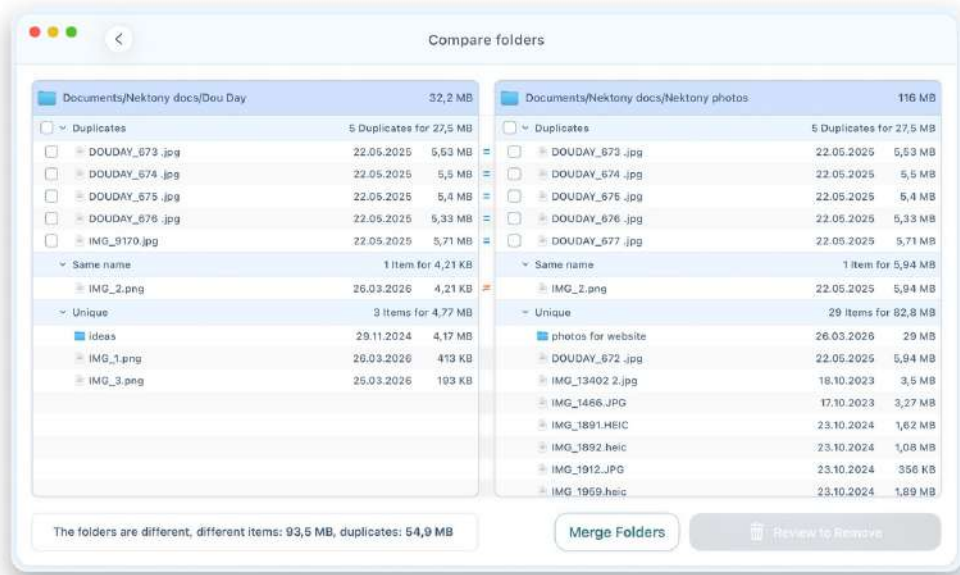 Compare folders
Documents/Nektony docs/Dou Day 32,2 MB
Duplicates 5 Duplicates for 27,5 MB
DOUDAY_673 .jpg 22.05.2025 5,53 MB =
DOUDAY_674 .jpg 22.05.2025 5,5 MB =
DOUDAY_675 .jpg 22.05.2025 5,4 MB =
DOUDAY_676 .jpg 22.05.2025 5,33 MB =
IMG_9170.jpg 22.05.2025 5,71 MB =
Same name 1 Item for 4,21 KB
IMG_2.png 26.03.2026 4,21 KB ≠
Unique 3 Items for 4,77 MB
ideas 29.11.2024 4,17 MB
IMG_1.png 26.03.2026 413 KB
IMG_3.png 25.03.2026 193 KB
Documents/Nektony docs/Nektony photos 116 MB
Duplicates 5 Duplicates for 27,5 MB
DOUDAY_673 .jpg 22.05.2025 5,53 MB
DOUDAY_674 .jpg 22.05.2025 5,5 MB
DOUDAY_675 .jpg 22.05.2025 5,4 MB
DOUDAY_676 .jpg 22.05.2025 5,33 MB
DOUDAY_677 .jpg 22.05.2025 5,71 MB
Same name 1 Item for 5,94 MB
IMG_2.png 22.05.2025 5,94 MB
Unique 29 Items for 82,8 MB
photos for website 26.03.2026 29 MB
DOUDAY_672 .jpg 22.05.2025 5,94 MB
IMG_13402 2.jpg 18.10.2023 3,5 MB
IMG_1466.JPG 17.10.2023 3,27 MB
IMG_1891.HEIC 23.10.2024 1,62 MB
IMG_1892.heic 23.10.2024 1,08 MB
IMG_1912.JPG 23.10.2024 356 KB
IMG_1959.heic 23.10.2024 1,89 MB
The folders are different, different items: 93,5 MB, duplicates: 54,9 MB
Merge Folders
Review to Remove